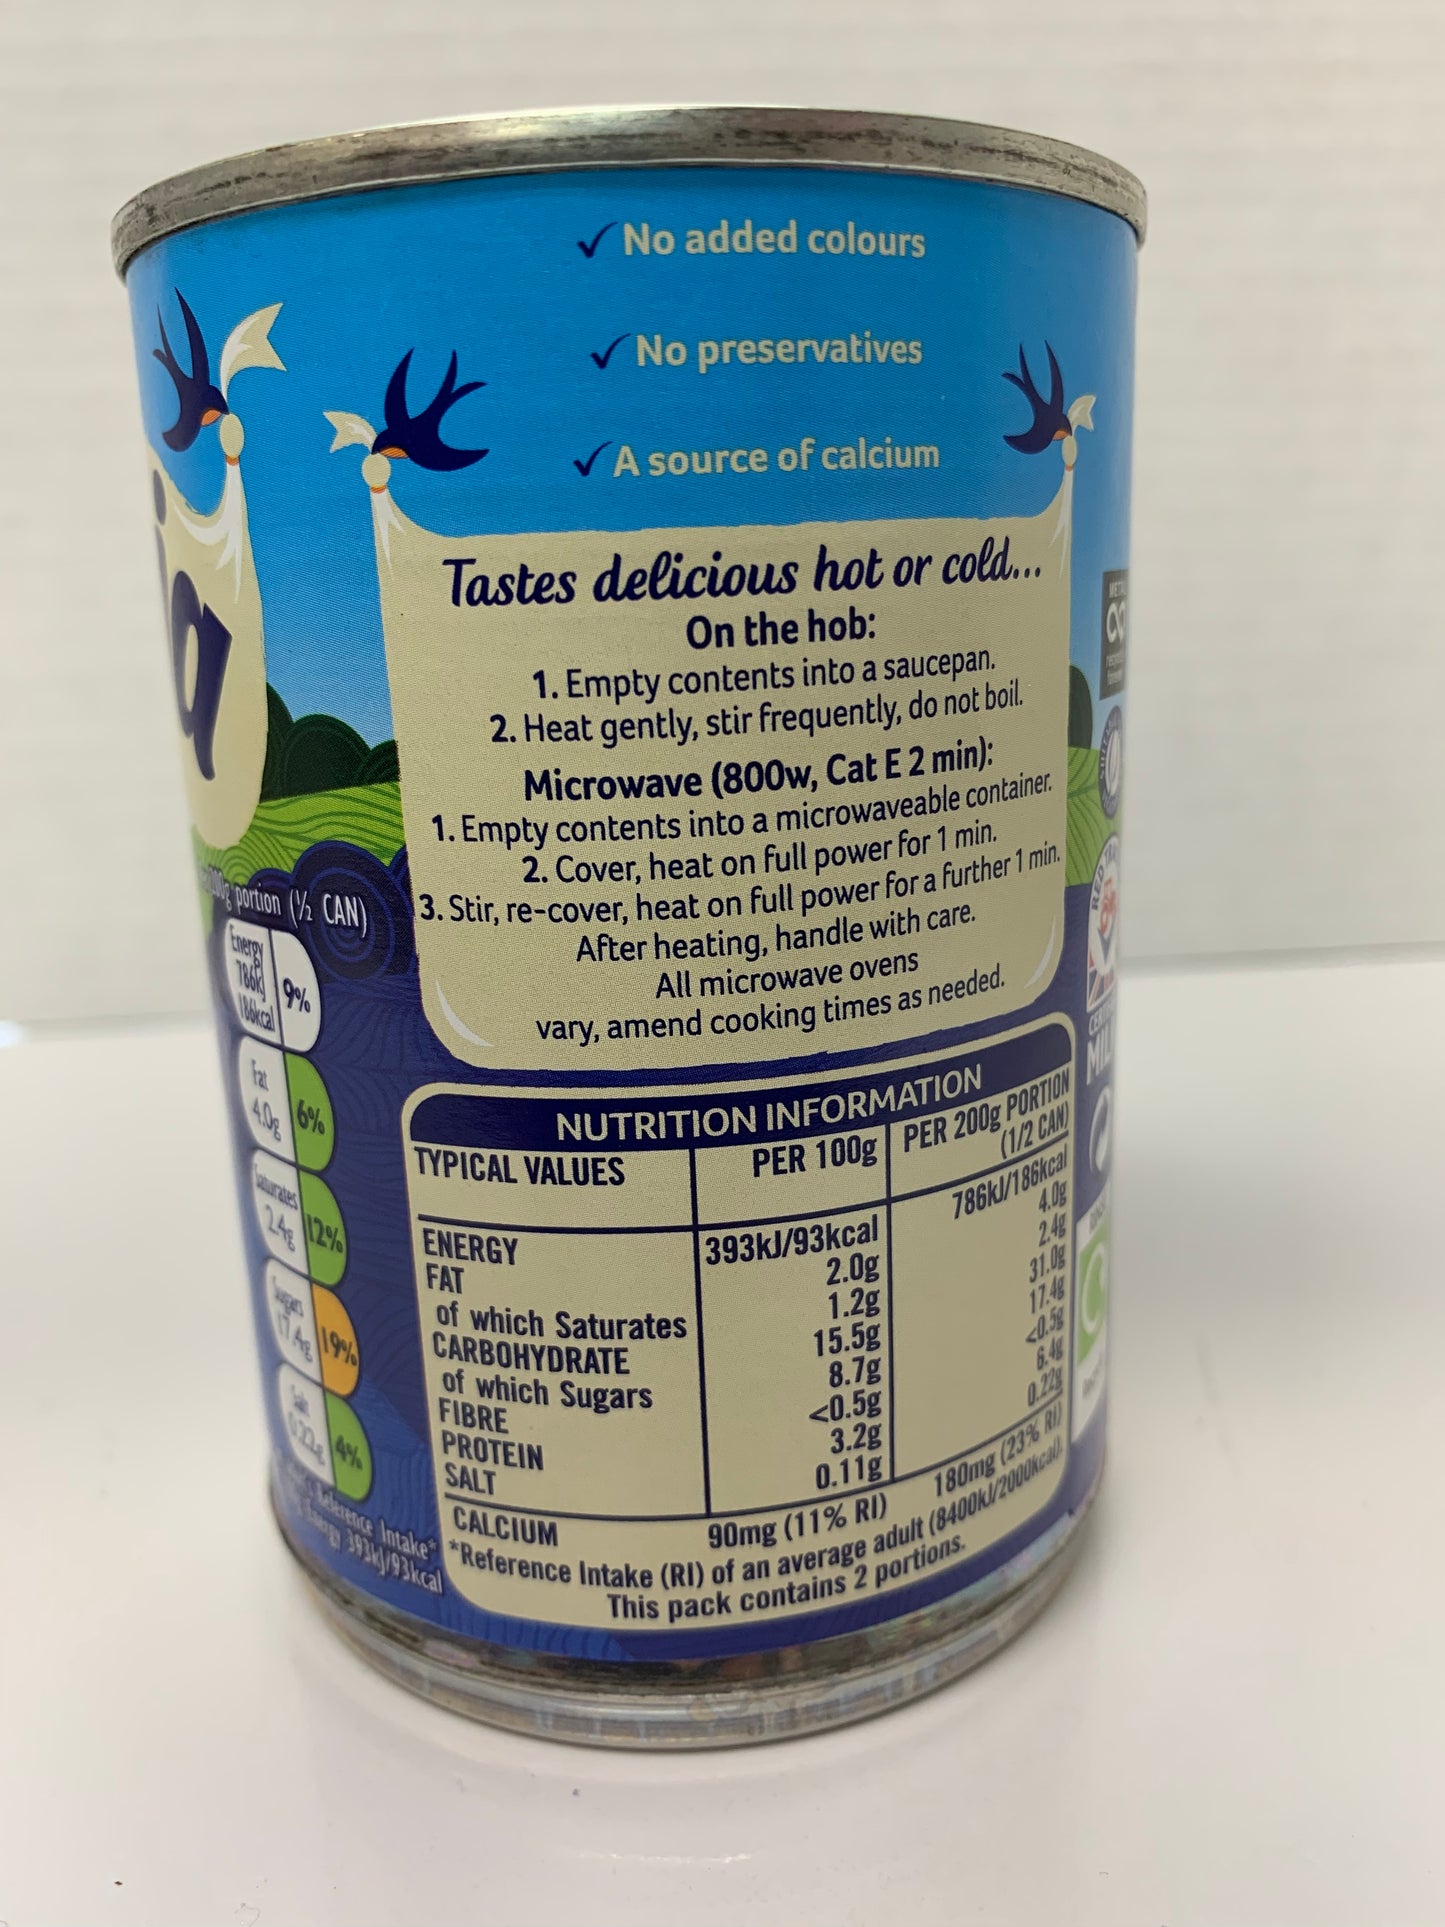 ✓ No added colours
✓ No preservatives
✓ A source of calcium
Tastes delicious hot or cold...
On the hob:
1. Empty contents into a saucepan.
2. Heat gently, stir frequently, do not boil.
Microwave (800w, Cat E 2 min):
1. Empty contents into a microwaveable container.
2. Cover, heat on full power for 1 min.
3. Stir, re-cover, heat on full power for a further 1 min.
After heating, handle with care.
All microwave ovens
vary, amend cooking times as needed.
ia
portion (½ CAN)
Energy
786kJ
186kcal
9%
Fat
4.0g
6%
Saturates
2.4g
12%
Sugars
17.4g
19%
Salt
0.22g
4%
Reference Intake*
393kJ/93kcal
NUTRITION INFORMATION
TYPICAL VALUES PER 100g PER 200g PORTION
(1/2 CAN)
ENERGY 393kJ/93kcal 786kJ/186kcal
FAT 2.0g 4.0g
of which Saturates 1.2g 2.4g
CARBOHYDRATE 15.5g 31.0g
of which Sugars 8.7g 17.4g
FIBRE <0.5g <0.5g
PROTEIN 3.2g 6.4g
SALT 0.11g 0.22g
CALCIUM 90mg (11% RI) 180mg (23% RI)
*Reference Intake (RI) of an average adult (8400kJ/2000kcal).
This pack contains 2 portions.
META
RED
MIL